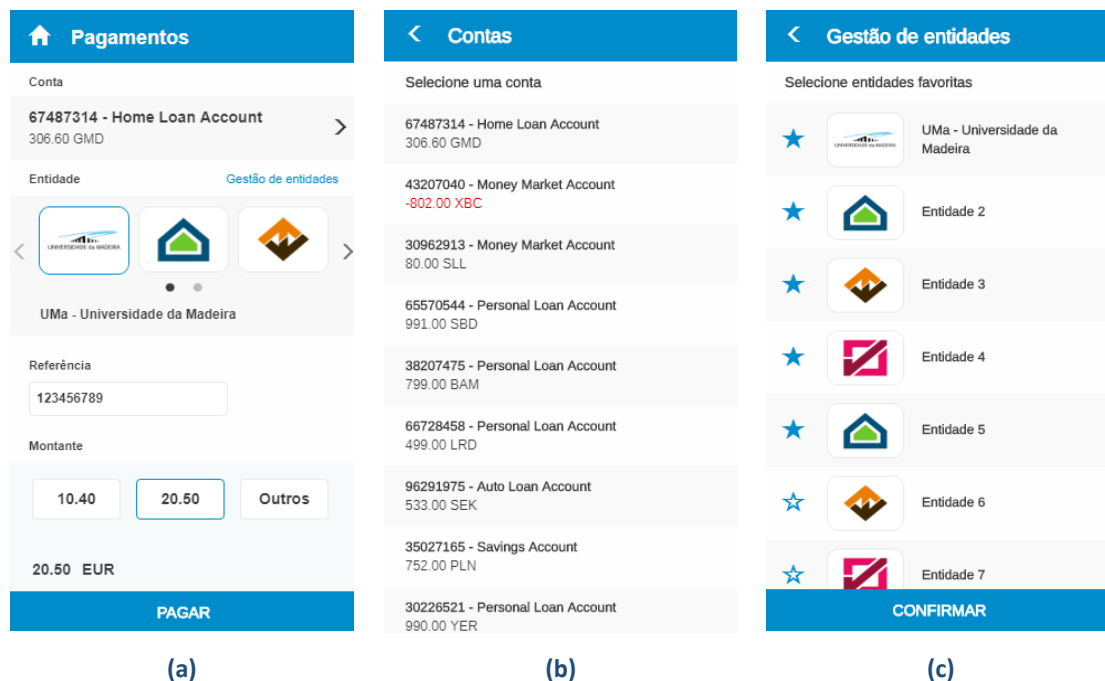 Pagamentos
Conta
67487314 - Home Loan Account
306.60 GMD
Entidade
Gestão de entidades
UNIVERSIDADE da MADEIRA
UMa - Universidade da Madeira
Referência
123456789
Montante
10.40
20.50
Outros
20.50 EUR
PAGAR
(a)
Contas
Selecione uma conta
67487314 - Home Loan Account
306.60 GMD
43207040 - Money Market Account
-802.00 XBC
30962913 - Money Market Account
80.00 SLL
65570544 - Personal Loan Account
991.00 SBD
38207475 - Personal Loan Account
799.00 BAM
66728458 - Personal Loan Account
499.00 LRD
96291975 - Auto Loan Account
533.00 SEK
35027165 - Savings Account
752.00 PLN
30226521 - Personal Loan Account
990.00 YER
(b)
Gestão de entidades
Selecione entidades favoritas
UNIVERSIDADE da MADEIRA
UMa - Universidade da
Madeira
Entidade 2
Entidade 3
Entidade 4
Entidade 5
Entidade 6
Entidade 7
CONFIRMAR
(c)